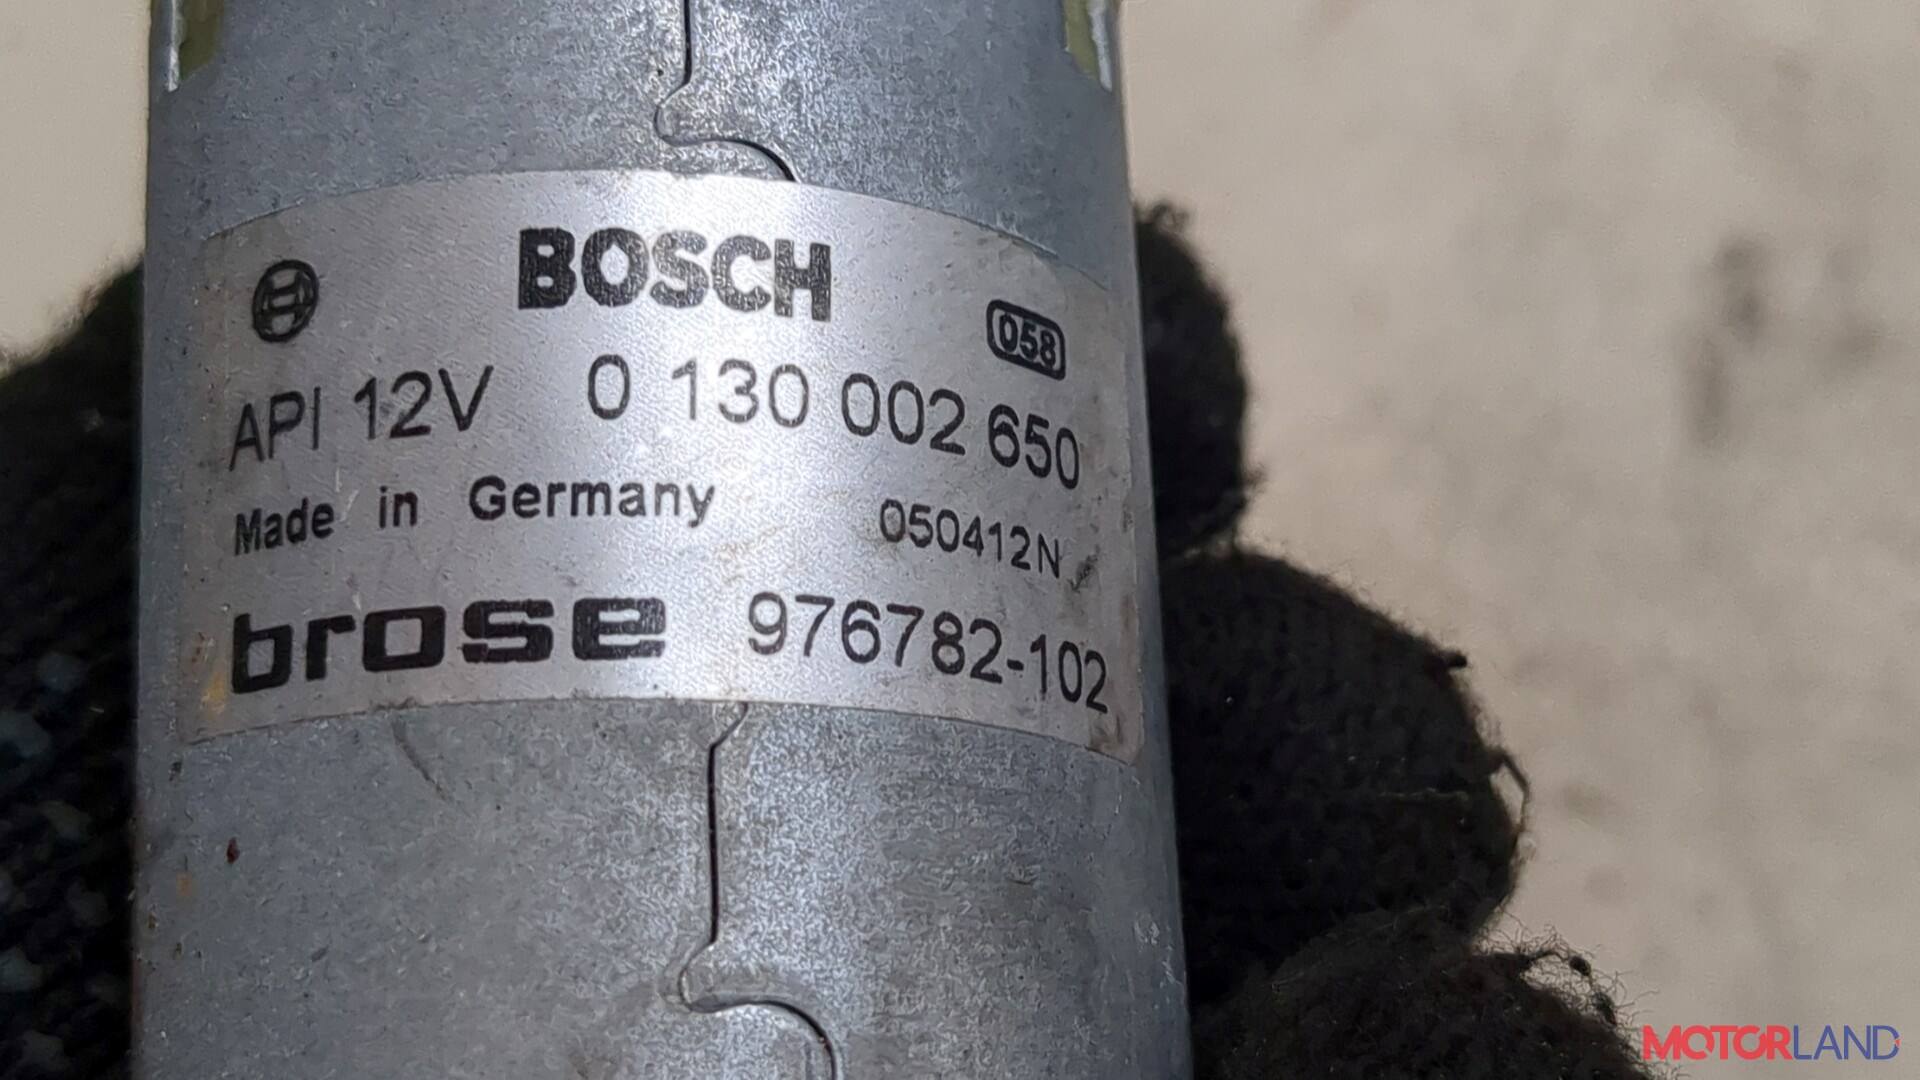 BOSCH
058
API 12V 0 130 002 650
Made in Germany 050412N
brose 976782-102
MOTORLAND